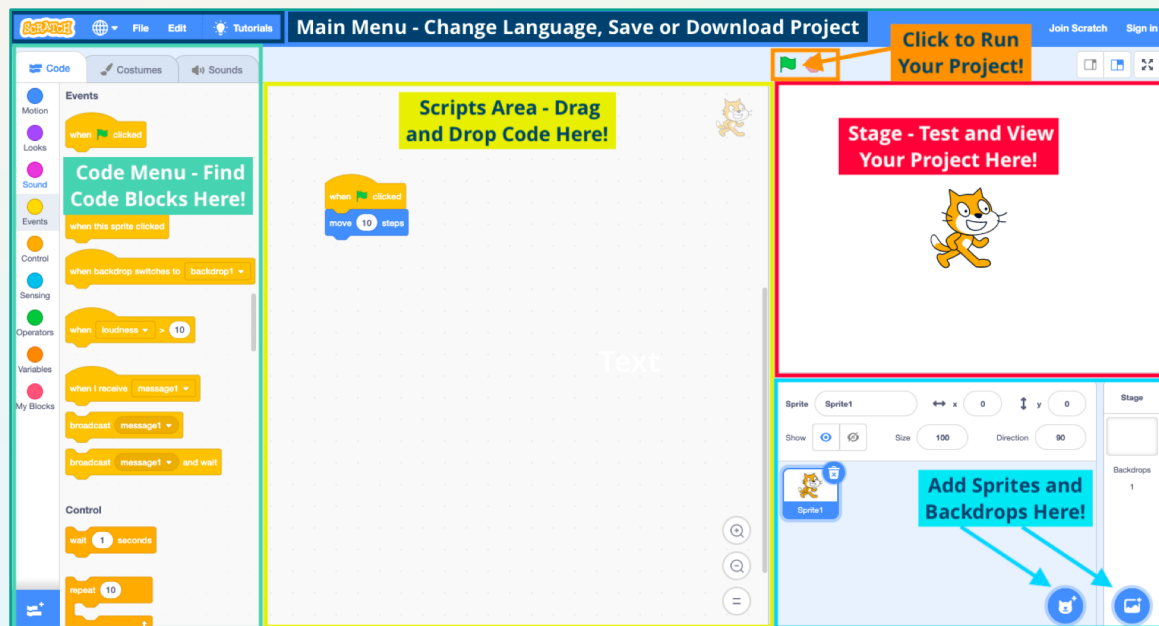 SCRATCH File Edit Tutorials Main Menu - Change Language, Save or Download Project Join Scratch Sign in
Click to Run
Your Project!
Code Costumes Sounds
Motion
Looks
Sound
Events
Control
Sensing
Operators
Variables
My Blocks
Events
when clicked
Code Menu - Find
Code Blocks Here!
when this sprite clicked
when backdrop switches to backdrop1
when loudness > 10
when I receive message1
broadcast message1
broadcast message1 and wait
Control
wait 1 seconds
repeat 10
Scripts Area - Drag
and Drop Code Here!
when clicked
move 10 steps
Text
Stage - Test and View
Your Project Here!
Sprite Sprite1 x 0 y 0
Show Size 100 Direction 90
Sprite1
Add Sprites and
Backdrops Here!
Stage
Backdrops
1